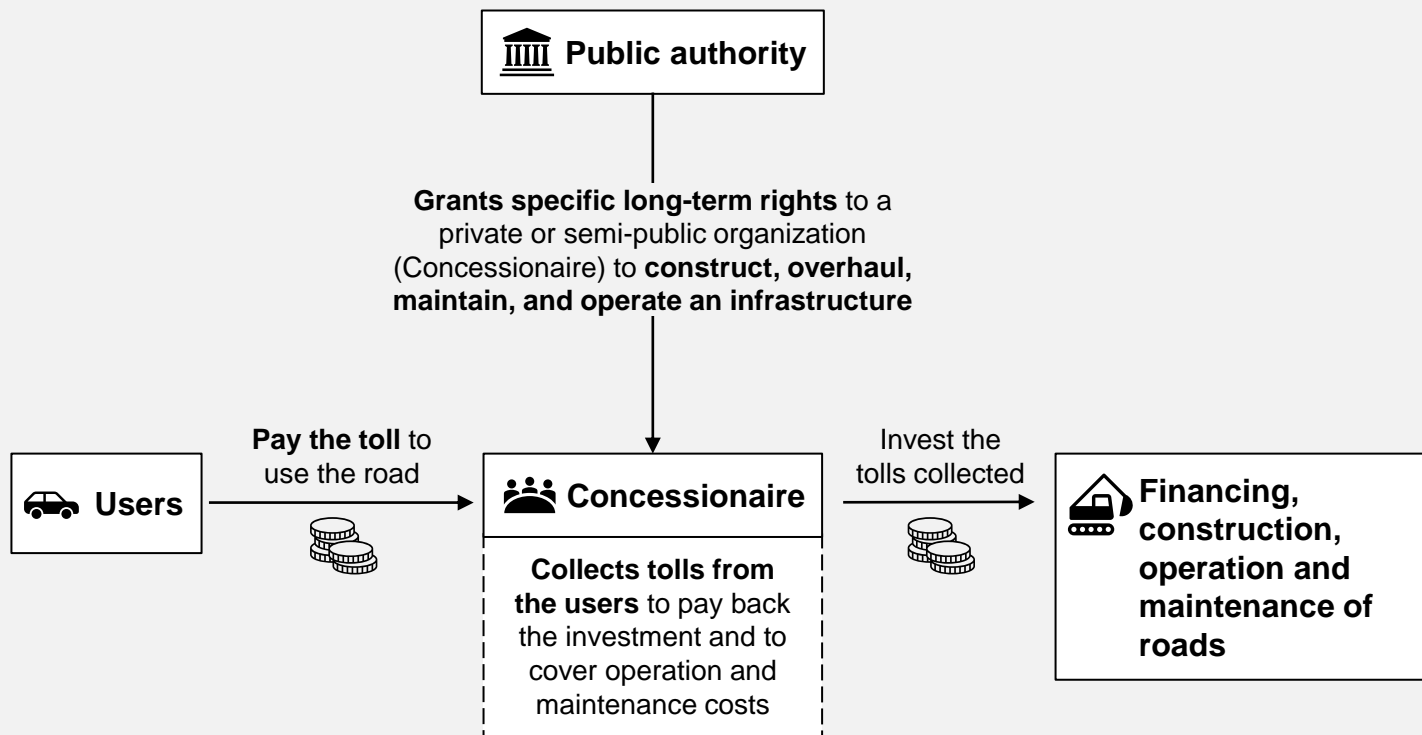 Public authority
Grants specific long-term rights to a
private or semi-public organization
(Concessionaire) to construct, overhaul,
maintain, and operate an infrastructure
Pay the toll to
use the road
Users
Concessionaire
Collects tolls from
the users to pay back
the investment and to
cover operation and
maintenance costs
Invest the
tolls collected
Financing,
construction,
operation and
maintenance of
roads